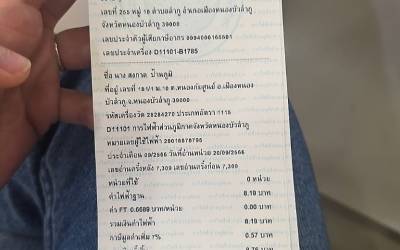 เลขที่ 255 หมู่ 10 ตำบลลำภู อำเภอเมืองหนองบัวลำภู
จังหวัดหนองบัวลำภู 39000
เลขประจำตัวผู้เสียภาษีอากร 0994000165501
เลขประจำเครื่อง D11101-B1785
ชื่อ นาง สงกาด บ้านภูมิ
ที่อยู่ เลขที่ ม.10 ต.หนองภัยศูนย์ อ.เมืองหนอง
บัวลำภู จ.หนองบัวลำภู 39000
รหัสเครื่องวัด 28284270 ประเภทอัตรา 1115
D11101 การไฟฟ้าส่วนภูมิภาคจังหวัดหนองบัวลำภู
หมายเลขผู้ใช้ไฟฟ้า
ประจำเดือน 09/2566 วันที่อ่านหน่วย 20/09/2566
เลขอ่านครั้งหลัง 7,309 เลขอ่านครั้งก่อน 7,309
หน่วยที่ใช้ 0 หน่วย
ค่าไฟฟ้าฐาน 8.19 บาท
ค่า FT 0.6689 บาท/หน่วย 0.00 บาท
รวมเงินค่าไฟฟ้า 8.19 บาท
ภาษีมูลค่าเพิ่ม 7% 0.57 บาท
8.76 บาท